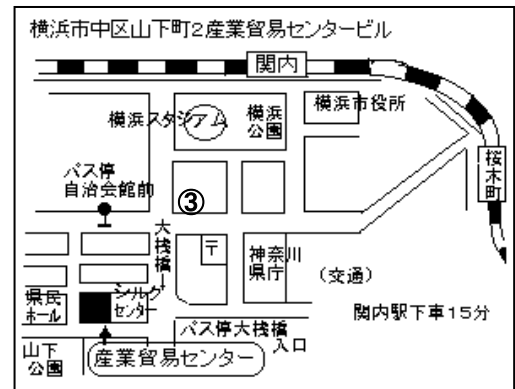 横浜市中区山下町2産業貿易センタービル
関内
横浜スタジアム
横浜
公園
横浜市役所
桜木町
バス停
自治会館前
③
大桟橋
〒
神奈川
県庁
(交通)
県民
ホール
シルク
センター
関内駅下車15分
バス停大桟橋
入口
山下
公園
産業貿易センター